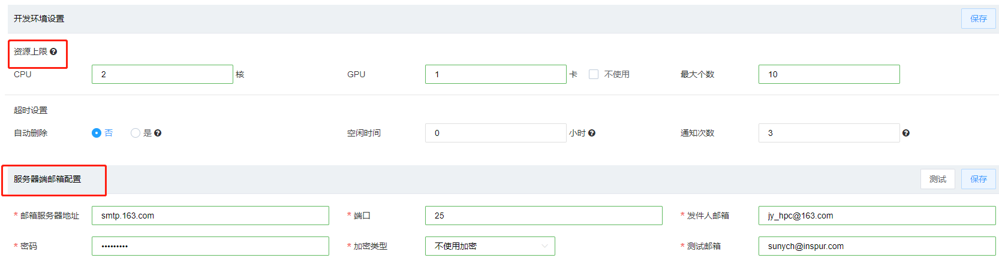 开发环境设置 保存
资源上限
CPU 2 核 GPU 1 卡 不使用 最大个数 10
超时设置
自动删除 否 是 空闲时间 0 小时 通知次数 3
服务器端邮箱配置 测试 保存
* 邮箱服务器地址 smtp.163.com * 端口 25 * 发件人邮箱 jy_hpc@163.com
* 密码 ••••••••• * 加密类型 不使用加密 * 测试邮箱 sunych@inspur.com